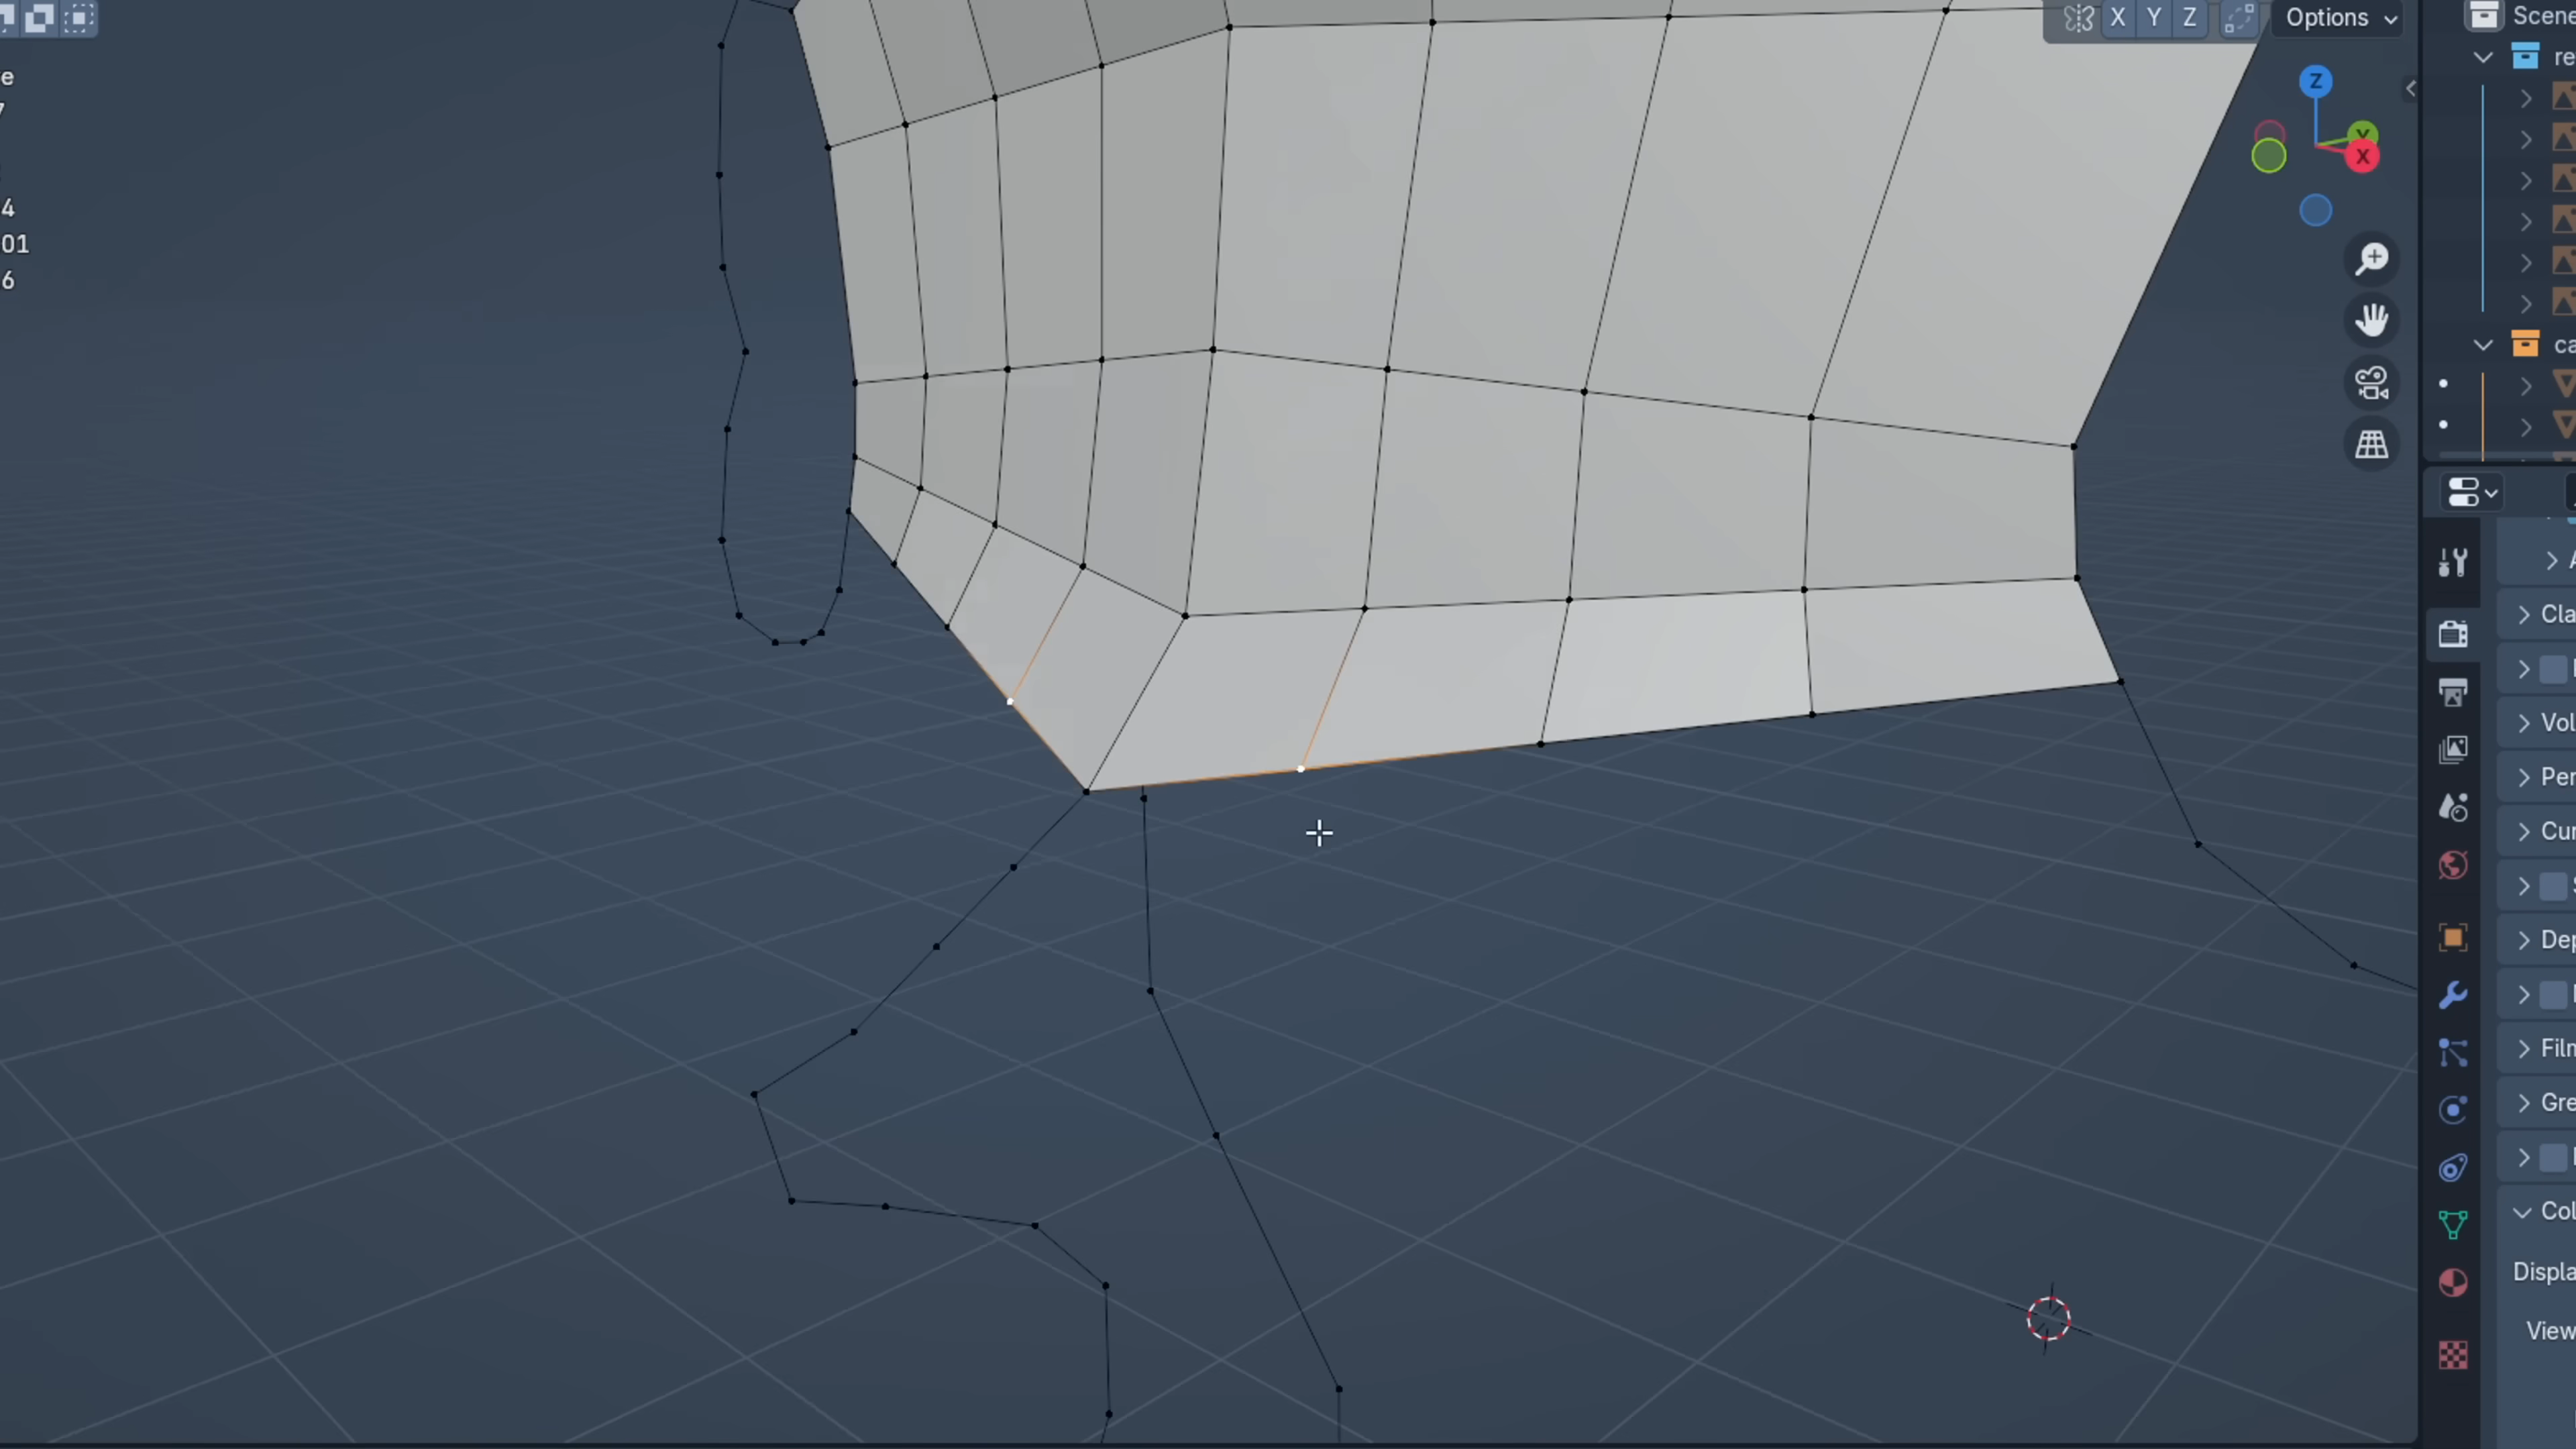 X Y Z
Options
Scene
re
e
Z
Y
X
4
01
6
ca
Cla
Vol
Per
Cur
Dep
Film
Gre
Col
Displa
View